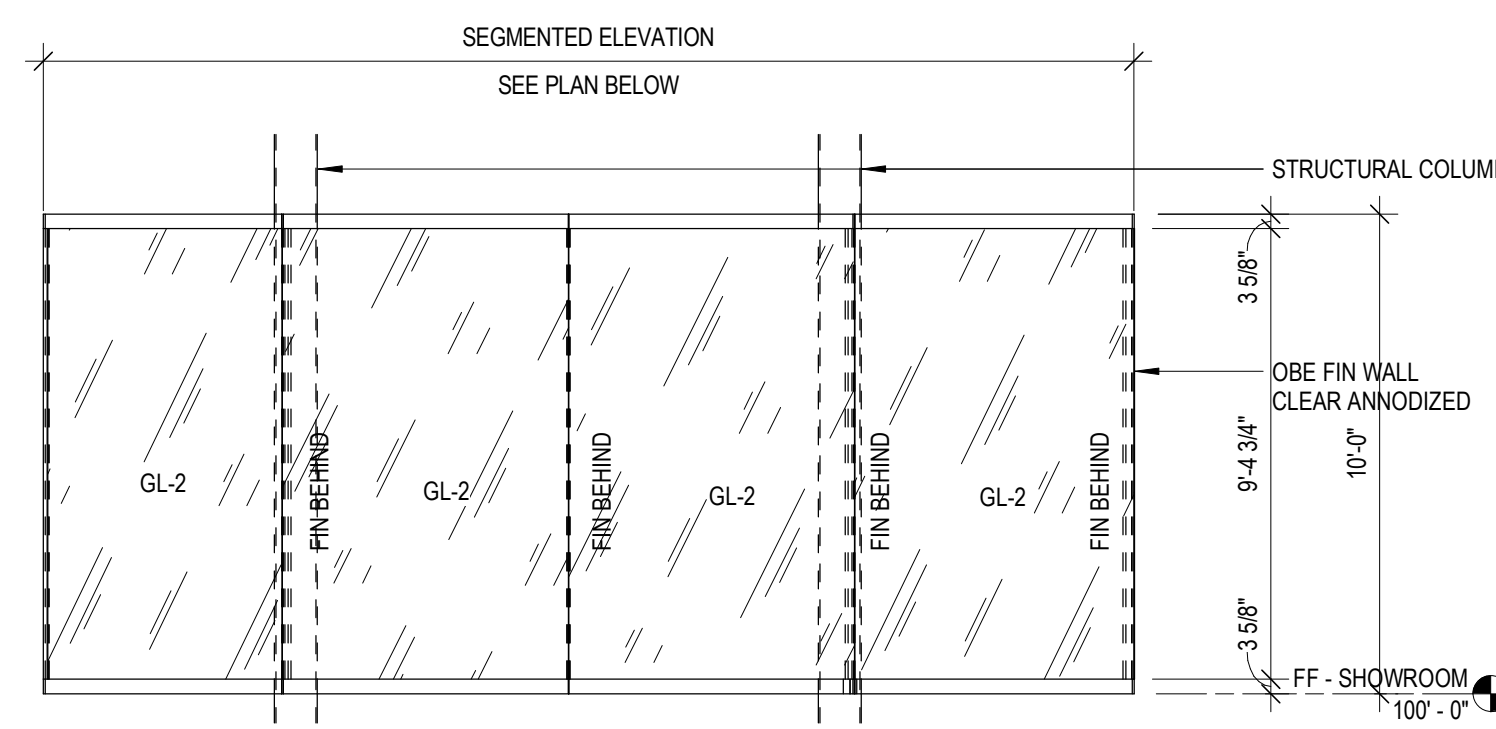 SEGMENTED ELEVATION
SEE PLAN BELOW
STRUCTURAL COLUM
3 5/8"
OBE FIN WALL
CLEAR ANNODIZED
FIN BEHIND
FIN BEHIND
FIN BEHIND
FIN BEHIND
9'-4 3/4"
10'-0"
GL-2
GL-2
GL-2
GL-2
3 5/8"
FF - SHOWROOM
100' - 0"